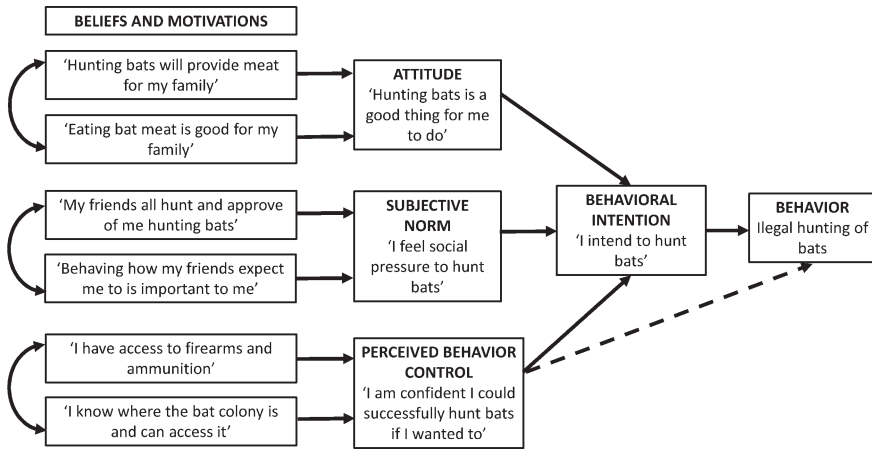 BELIEFS AND MOTIVATIONS
‘Hunting bats will provide meat
for my family’
‘Eating bat meat is good for my
family’
‘My friends all hunt and approve
of me hunting bats’
‘Behaving how my friends expect
me to is important to me’
‘I have access to firearms and
ammunition’
‘I know where the bat colony is
and can access it’
ATTITUDE
‘Hunting bats is a
good thing for me
to do’
SUBJECTIVE
NORM
‘I feel social
pressure to hunt
bats’
PERCEIVED BEHAVIOR
CONTROL
‘I am confident I could
successfully hunt bats
if I wanted to’
BEHAVIORAL
INTENTION
‘I intend to hunt
bats’
BEHAVIOR
Ilegal hunting of
bats